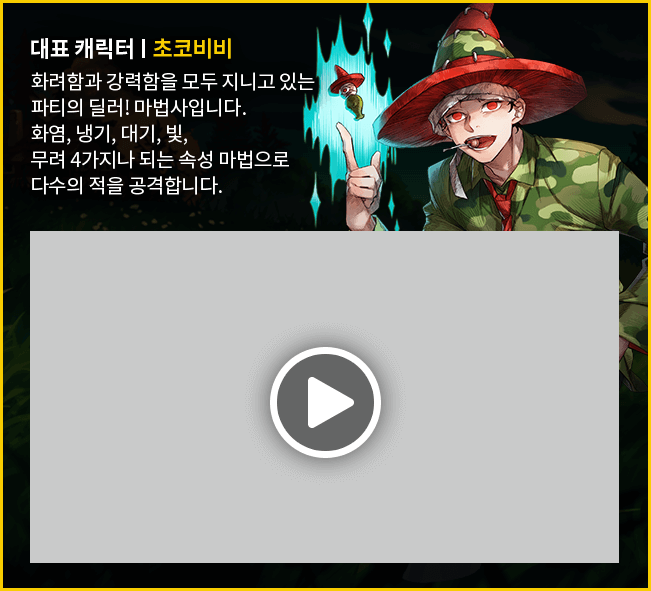 대표 캐릭터 | 초코비비
화려함과 강력함을 모두 지니고 있는
파티의 딜러! 마법사입니다.
화염, 냉기, 대기, 빛,
무려 4가지나 되는 속성 마법으로
다수의 적을 공격합니다.